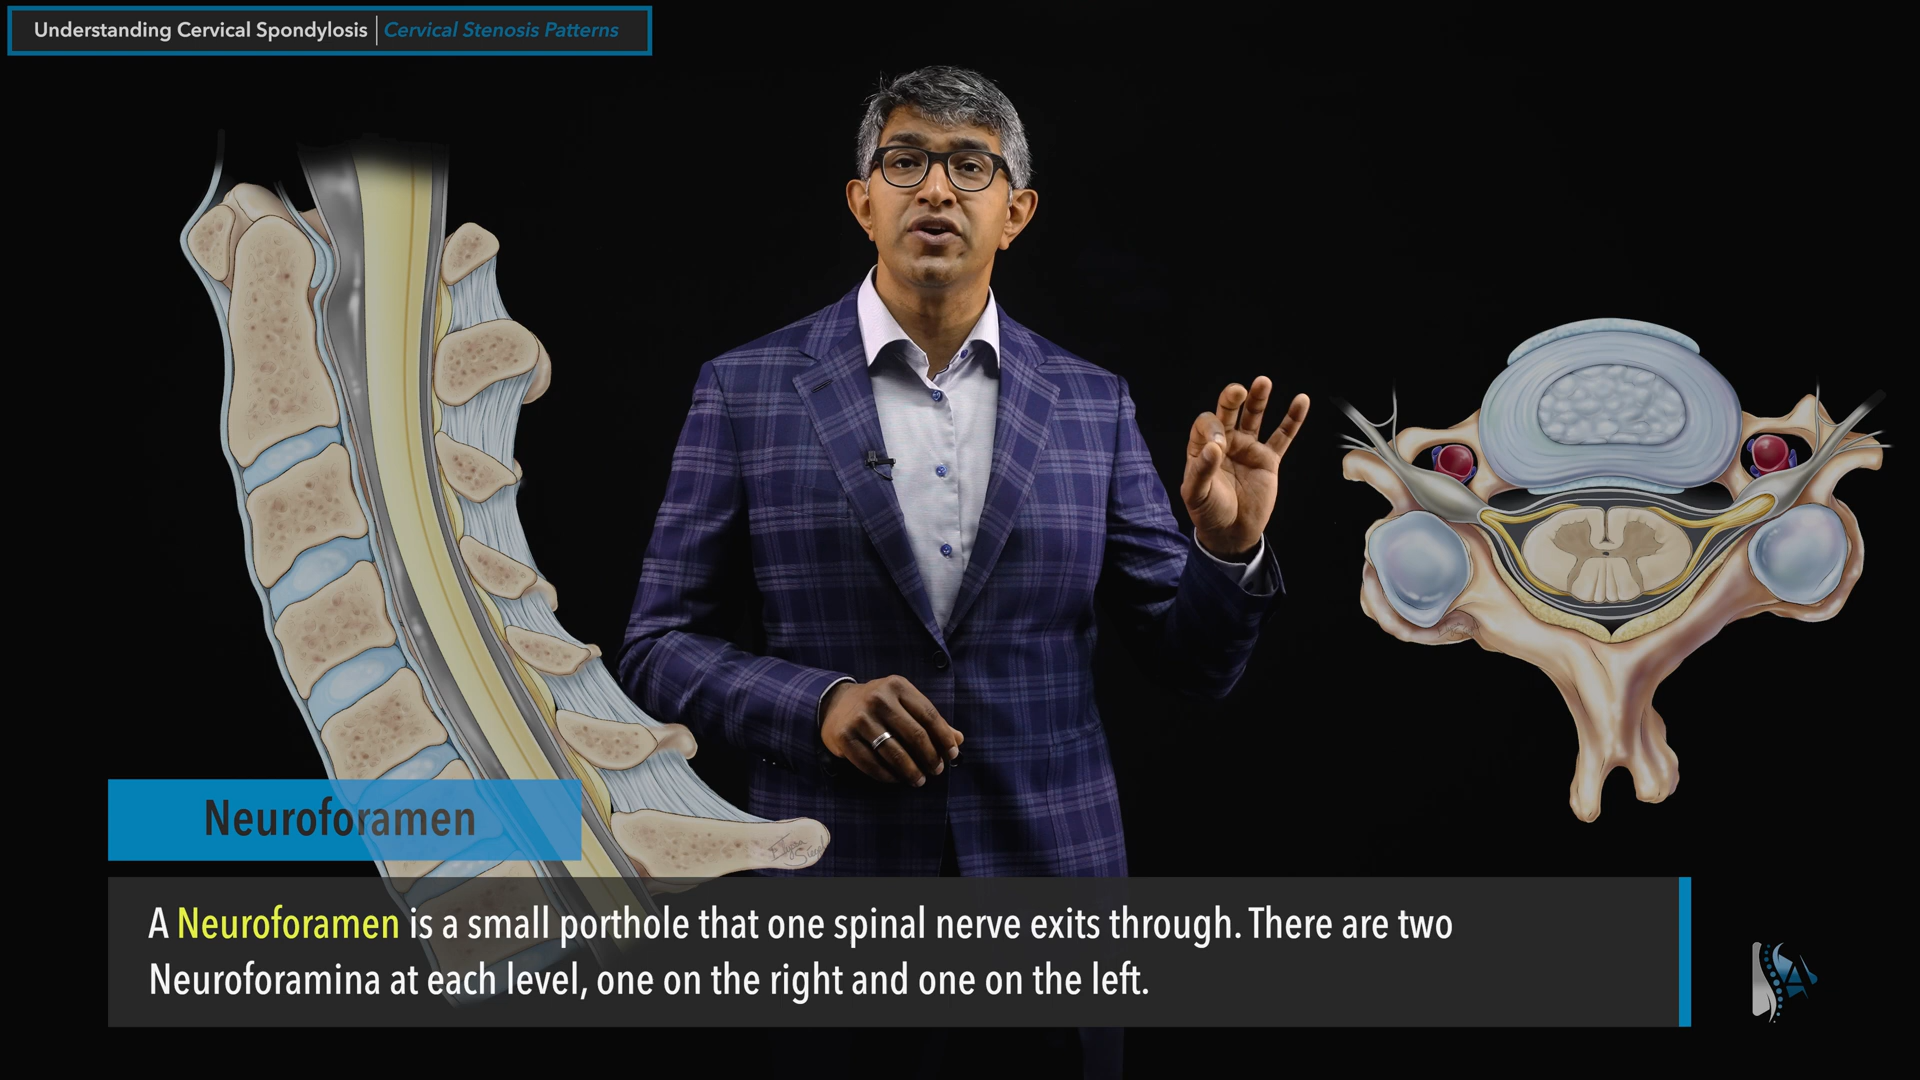 Understanding Cervical Spondylosis | Cervical Stenosis Patterns
Neuroforamen
A Neuroforamen is a small porthole that one spinal nerve exits through. There are two
Neuroforamina at each level, one on the right and one on the left.